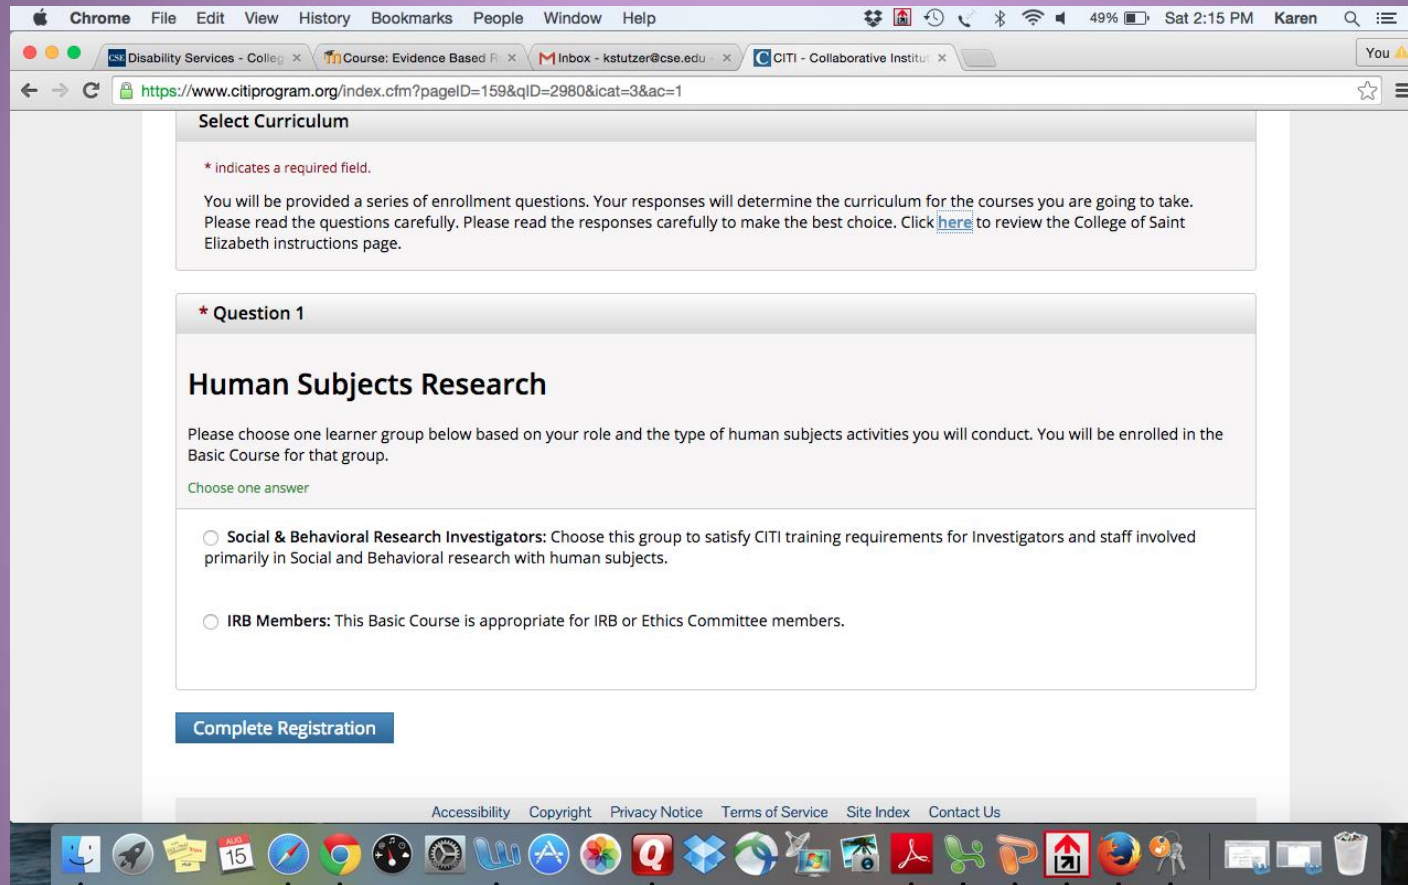 Chrome File Edit View History Bookmarks People Window Help 49% Sat 2:15 PM Karen
CSE Disability Services - Colleg × Course: Evidence Based R × Inbox - kstutzer@cse.edu - × CITI - Collaborative Institut × You
https://www.citiprogram.org/index.cfm?pageID=159&qID=2980&icat=3&ac=1
Select Curriculum
* indicates a required field.
You will be provided a series of enrollment questions. Your responses will determine the curriculum for the courses you are going to take.
Please read the questions carefully. Please read the responses carefully to make the best choice. Click here to review the College of Saint
Elizabeth instructions page.
* Question 1
Human Subjects Research
Please choose one learner group below based on your role and the type of human subjects activities you will conduct. You will be enrolled in the
Basic Course for that group.
Choose one answer
Social & Behavioral Research Investigators: Choose this group to satisfy CITI training requirements for Investigators and staff involved
primarily in Social and Behavioral research with human subjects.
IRB Members: This Basic Course is appropriate for IRB or Ethics Committee members.
Complete Registration
Accessibility Copyright Privacy Notice Terms of Service Site Index Contact Us
AUG
15